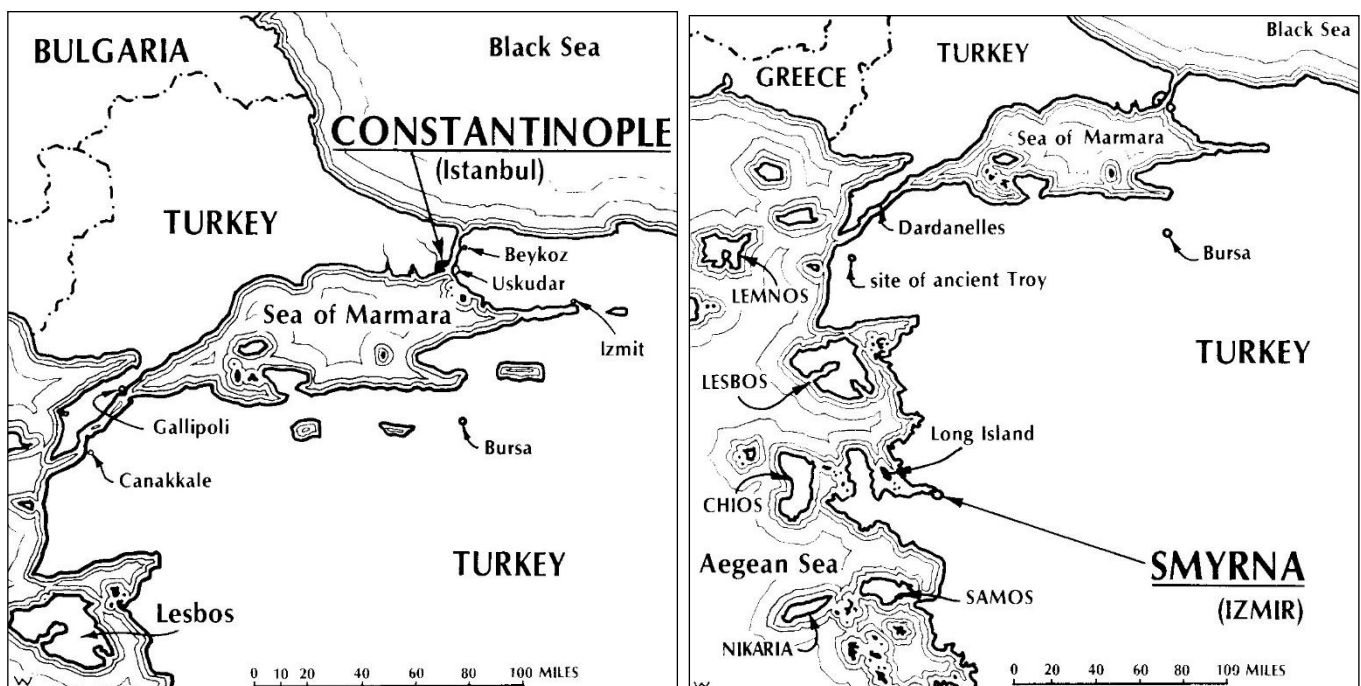 BULGARIA
Black Sea
CONSTANTINOPLE
(Istanbul)
TURKEY
Beykoz
Uskudar
Sea of Marmara
Izmit
Gallipoli
Bursa
Canakkale
TURKEY
Lesbos
0 10 20 40 60 80 100 MILES
W
Black Sea
TURKEY
GREECE
Sea of Marmara
Dardanelles
Bursa
LEMNOS
site of ancient Troy
TURKEY
LESBOS
Long Island
CHIOS
Aegean Sea
SMYRNA
(IZMIR)
SAMOS
NIKARIA
0 20 40 60 80 109 MILES
W